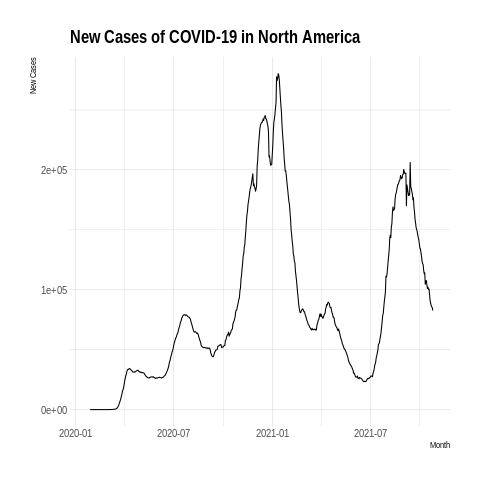 New Cases of COVID-19 in North America
New Cases
2e+05
1e+05
0e+00
2020-01 2020-07 2021-01 2021-07
Month